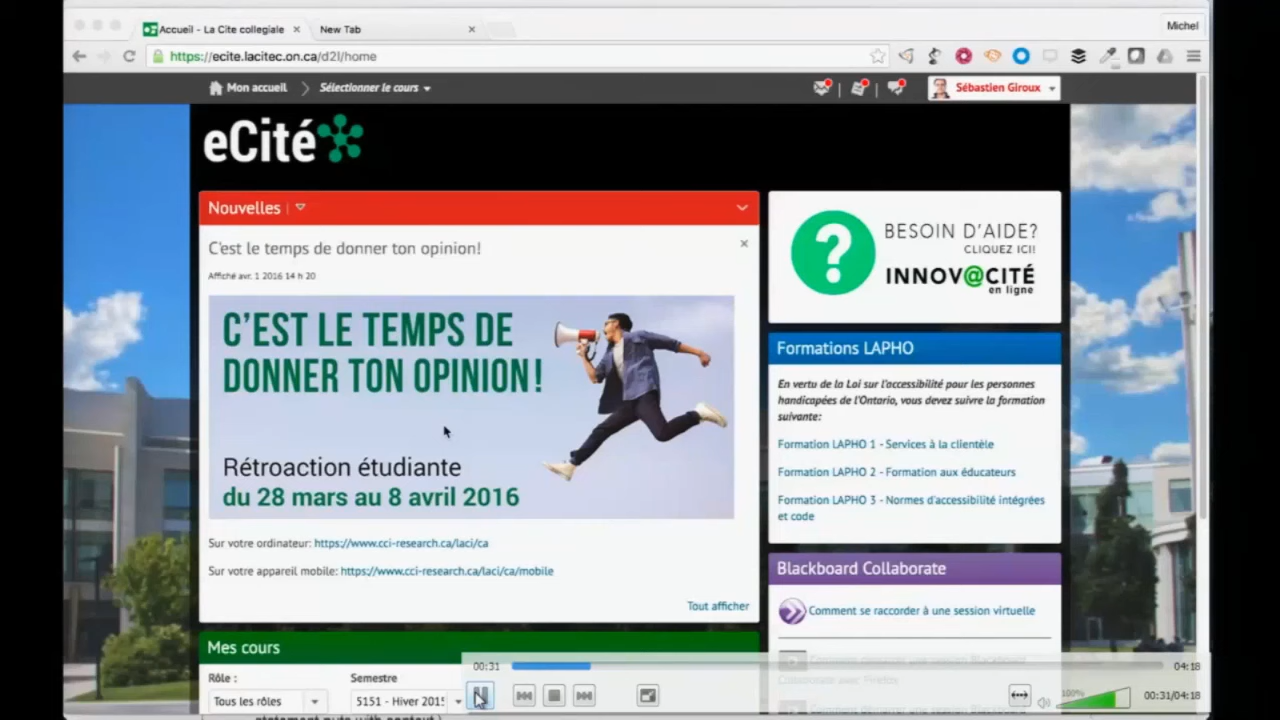 Accueil - La Cite collegiale
New Tab
Michel
https://ecite.lacitec.on.ca/d2l/home
Mon accueil
Sélectionner le cours
Sébastien Giroux
eCité
Nouvelles
C'est le temps de donner ton opinion!
Affiché avr. 1 2016 14 h 20
C'EST LE TEMPS DE
DONNER TON OPINION!
Rétroaction étudiante
du 28 mars au 8 avril 2016
Sur votre ordinateur: https://www.cci-research.ca/laci/ca
Sur votre appareil mobile: https://www.cci-research.ca/laci/ca/mobile
Tout afficher
Mes cours
Rôle :
Semestre
Tous les rôles
5151 - Hiver 2015
BESOIN D'AIDE?
CLIQUEZ ICI!
INNOV@CITÉ
en ligne
Formations LAPHO
En vertu de la Loi sur l'accessibilité pour les personnes
handicapées de l'Ontario, vous devez suivre la formation
suivante:
Formation LAPHO 1 - Services à la clientèle
Formation LAPHO 2 - Formation aux éducateurs
Formation LAPHO 3 - Normes d'accessibilité intégrées
et code
Blackboard Collaborate
Comment se raccorder à une session virtuelle
00:31
04:18
100%
00:31/04:18